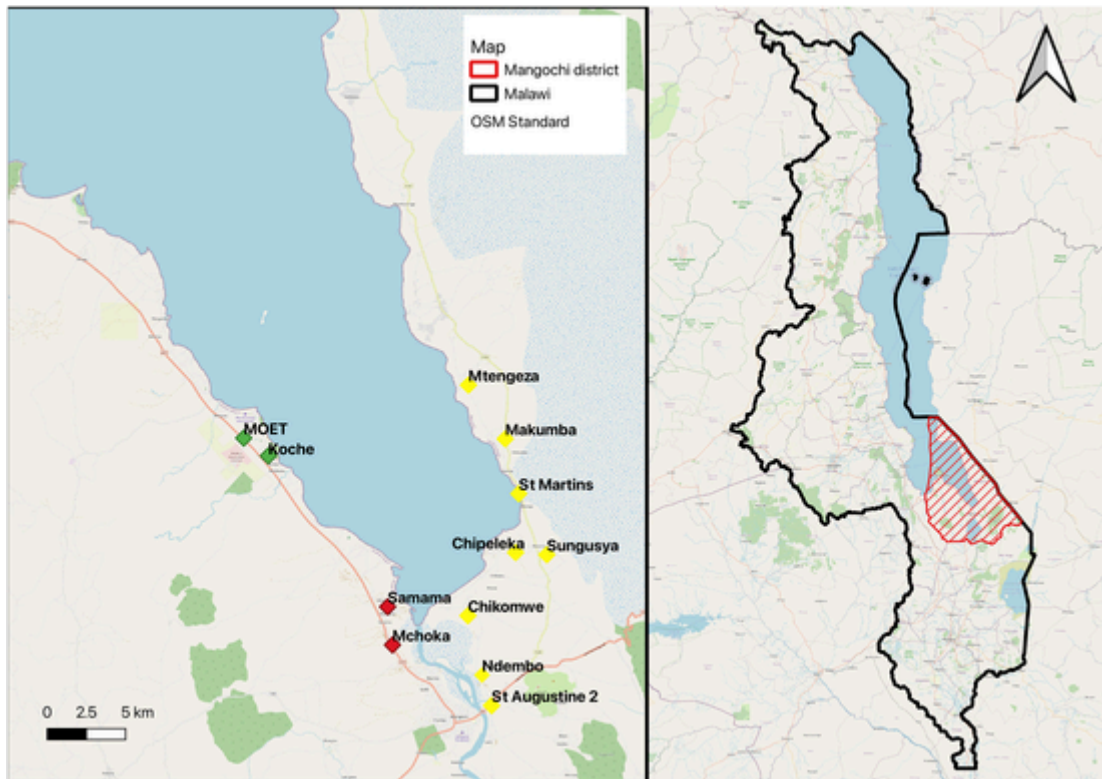 Map
Mangochi district
Malawi
OSM Standard
Mtengeza
MOET
Makumba
Koche
St Martins
Chipeleka
Sungusya
Samama
Chikomwe
Mchoka
Ndembo
St Augustine 2
0 2.5 5 km